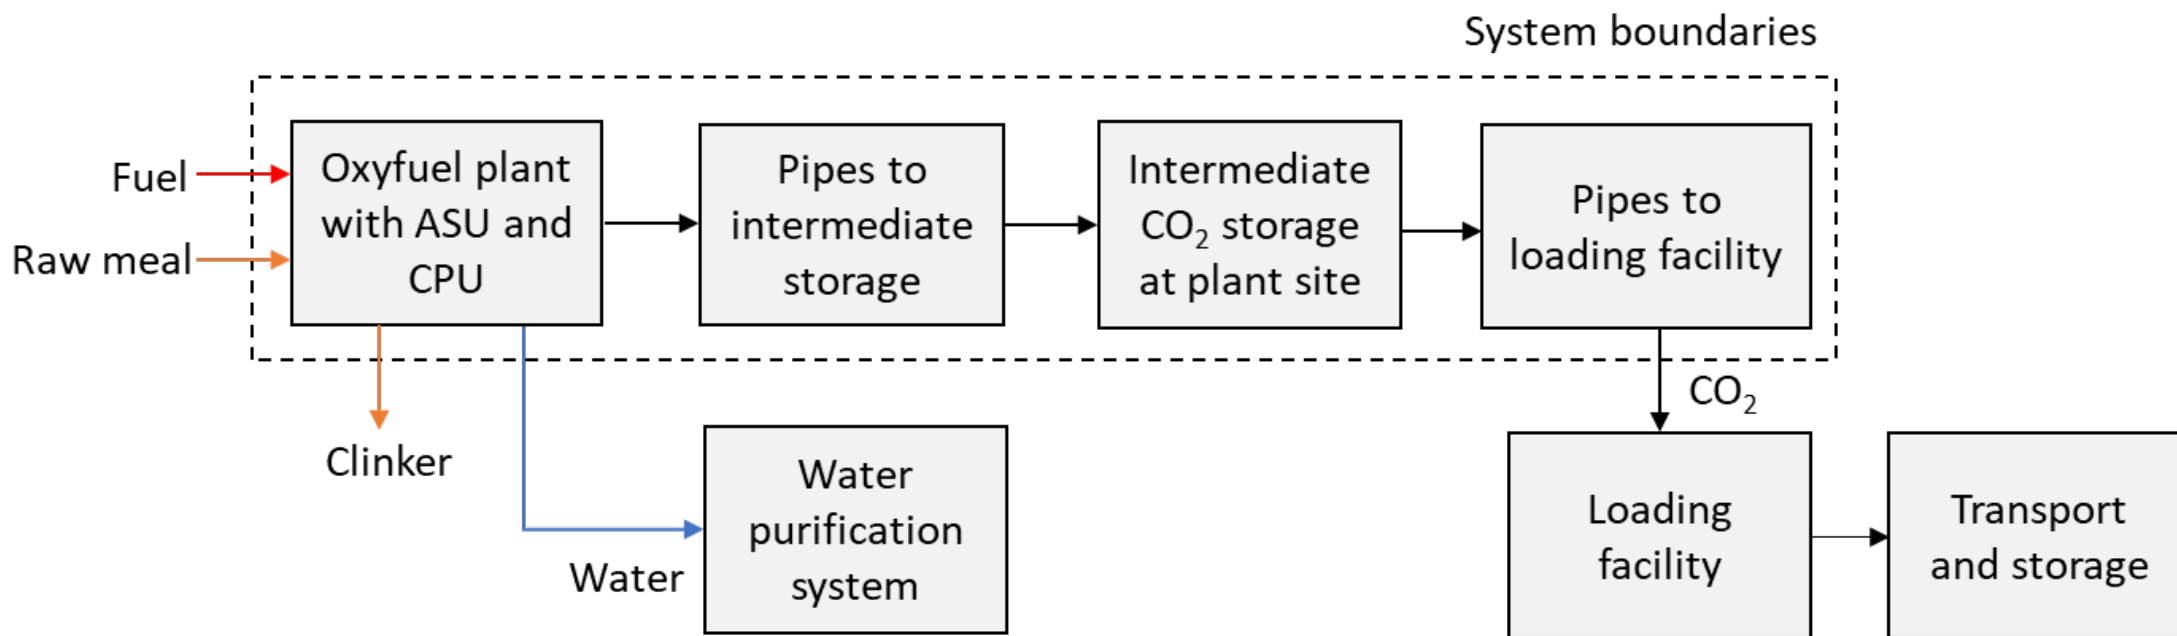 System boundaries
Fuel
Raw meal
Oxyfuel plant
with ASU and
CPU
Pipes to
intermediate
storage
Intermediate
CO₂ storage
at plant site
Pipes to
loading facility
CO₂
Clinker
Water
Water
purification
system
Loading
facility
Transport
and storage